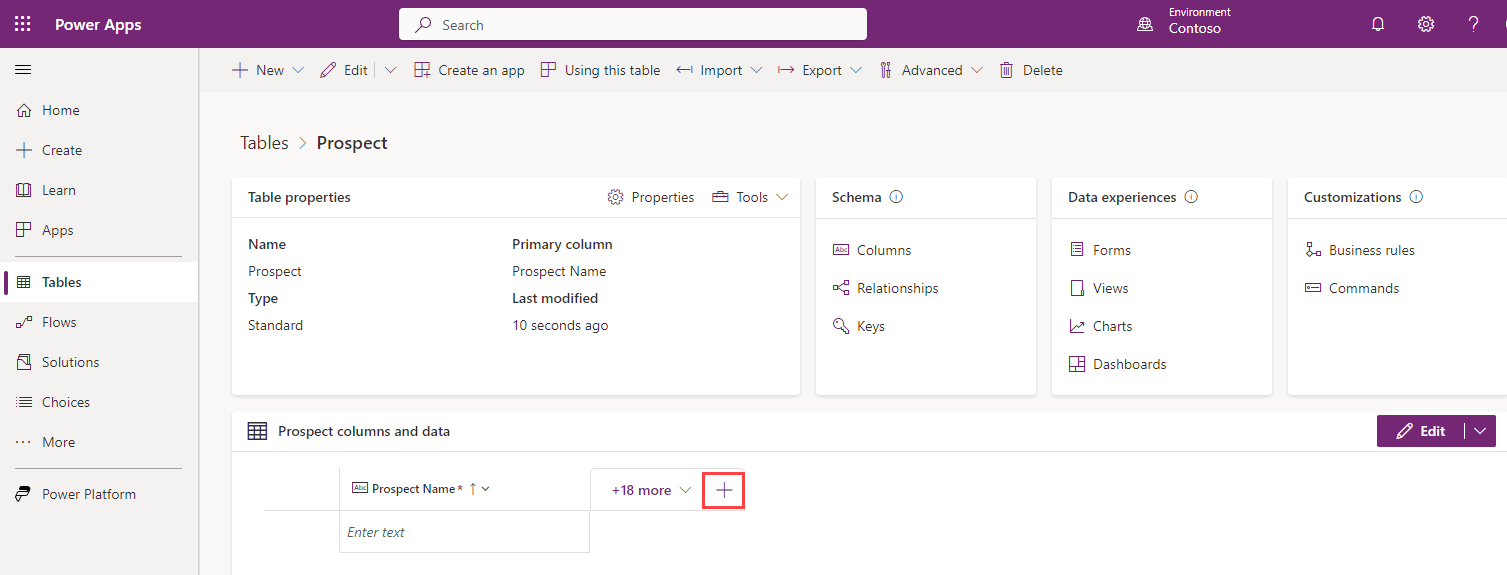 Power Apps
Search
Environment
Contoso
?
New
Edit
Create an app
Using this table
Import
Export
Advanced
Delete
Home
Create
Learn
Apps
Tables
Flows
Solutions
Choices
More
Power Platform
Tables > Prospect
Table properties
Properties
Tools
Name
Prospect
Type
Standard
Primary column
Prospect Name
Last modified
10 seconds ago
Schema
Columns
Relationships
Keys
Data experiences
Forms
Views
Charts
Dashboards
Customizations
Business rules
Commands
Prospect columns and data
Edit
Abc Prospect Name *
+18 more
Enter text